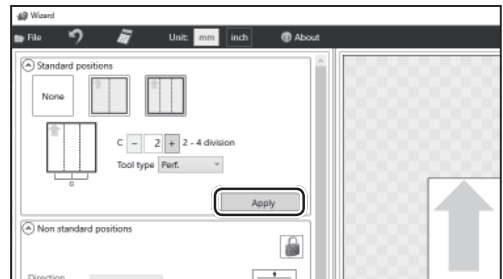 Wizard
File Unit: mm inch About
Standard positions
None
C - 2 + 2 - 4 division
Tool type Perf.
G
Apply
Non standard positions
Direction